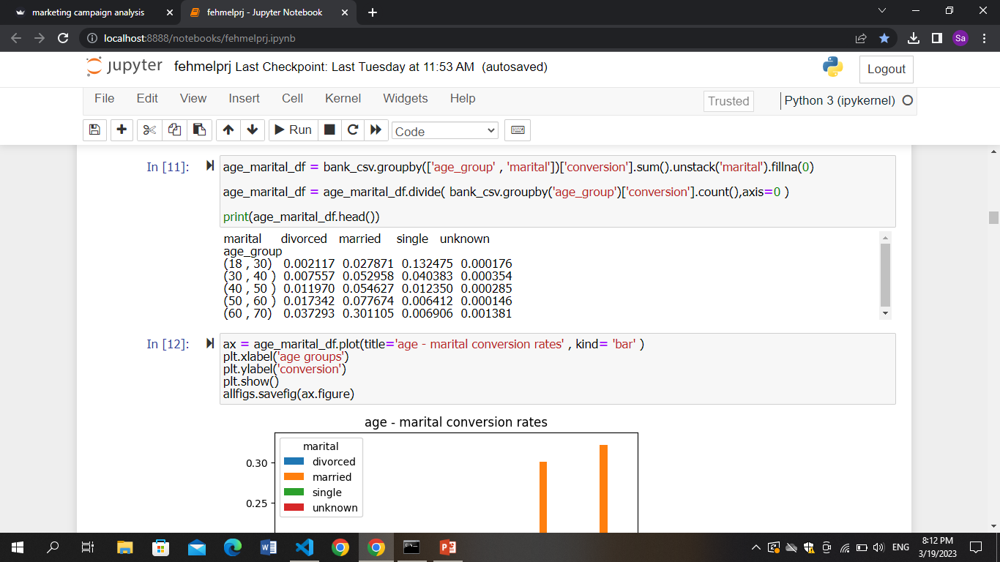 marketing campaign analysis
fehmelprj - Jupyter Notebook
localhost:8888/notebooks/fehmelprj.ipynb
Sa
jupyter fehmelprj Last Checkpoint: Last Tuesday at 11:53 AM (autosaved)
Logout
File Edit View Insert Cell Kernel Widgets Help
Trusted
Python 3 (ipykernel)
Run
Code
In [11]:
age_marital_df = bank_csv.groupby(['age_group' , 'marital'])['conversion'].sum().unstack('marital').fillna(0)
age_marital_df = age_marital_df.divide( bank_csv.groupby('age_group')['conversion'].count(),axis=0 )
print(age_marital_df.head())
marital divorced married single unknown
age_group
(18 , 30) 0.002117 0.027871 0.132475 0.000176
(30 , 40 ) 0.007557 0.052958 0.040383 0.000354
(40 , 50 ) 0.011970 0.054627 0.012350 0.000285
(50 , 60 ) 0.017342 0.077674 0.006412 0.000146
(60 , 70) 0.037293 0.301105 0.006906 0.001381
In [12]:
ax = age_marital_df.plot(title='age - marital conversion rates' , kind= 'bar' )
plt.xlabel('age groups')
plt.ylabel('conversion')
plt.show()
allfigs.savefig(ax.figure)
age - marital conversion rates
marital
divorced
married
single
unknown
0.30
0.25
ENG
8:12 PM
3/19/2023